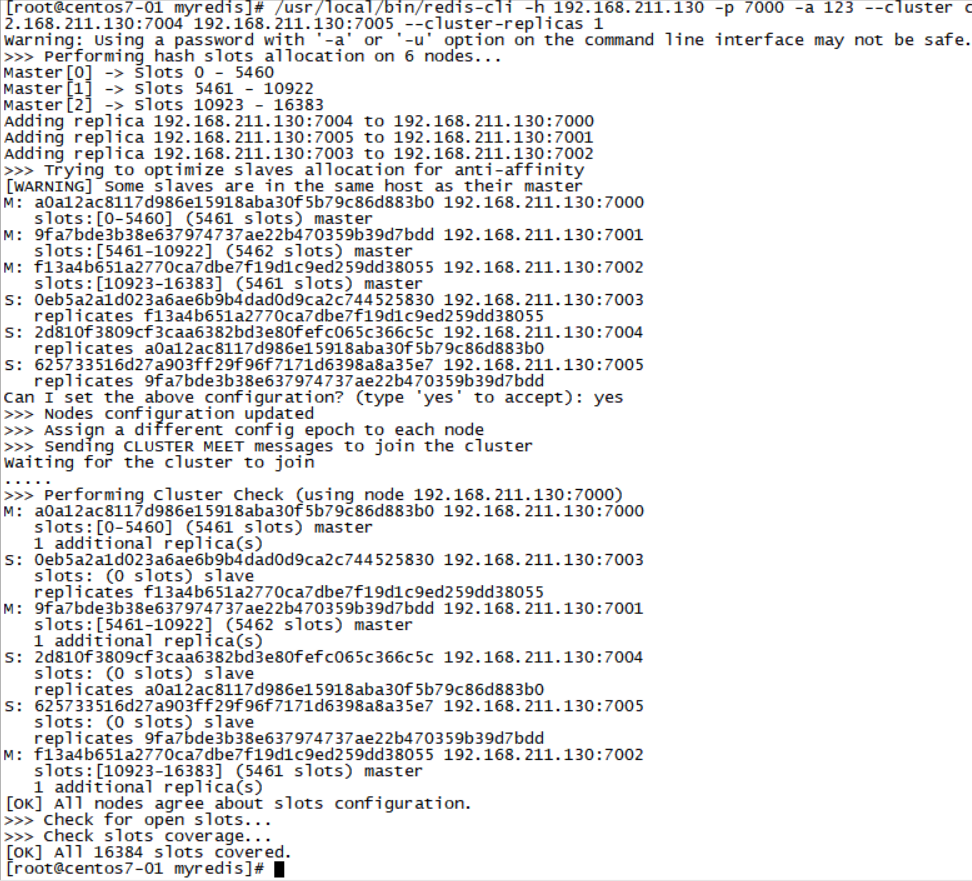 [root@centos7-01 myredis]# /usr/local/bin/redis-cli -h 192.168.211.130 -p 7000 -a 123 --cluster c
2.168.211.130:7004 192.168.211.130:7005 --cluster-replicas 1
Warning: Using a password with '-a' or '-u' option on the command line interface may not be safe.
>>> Performing hash slots allocation on 6 nodes...
Master[0] -> Slots 0 - 5460
Master[1] -> Slots 5461 - 10922
Master[2] -> Slots 10923 - 16383
Adding replica 192.168.211.130:7004 to 192.168.211.130:7000
Adding replica 192.168.211.130:7005 to 192.168.211.130:7001
Adding replica 192.168.211.130:7003 to 192.168.211.130:7002
>>> Trying to optimize slaves allocation for anti-affinity
[WARNING] Some slaves are in the same host as their master
M: a0a12ac8117d986e15918aba30f5b79c86d883b0 192.168.211.130:7000
slots:[0-5460] (5461 slots) master
M: 9fa7bde3b38e637974737ae22b470359b39d7bdd 192.168.211.130:7001
slots:[5461-10922] (5462 slots) master
M: f13a4b651a2770ca7dbe7f19d1c9ed259dd38055 192.168.211.130:7002
slots:[10923-16383] (5461 slots) master
S: 0eb5a2a1d023a6ae6b9b4dad0d9ca2c744525830 192.168.211.130:7003
replicates f13a4b651a2770ca7dbe7f19d1c9ed259dd38055
S: 2d810f3809cf3caa6382bd3e80fefc065c366c5c 192.168.211.130:7004
replicates a0a12ac8117d986e15918aba30f5b79c86d883b0
S: 625733516d27a903ff29f96f7171d6398a8a35e7 192.168.211.130:7005
replicates 9fa7bde3b38e637974737ae22b470359b39d7bdd
Can I set the above configuration? (type 'yes' to accept): yes
>>> Nodes configuration updated
>>> Assign a different config epoch to each node
>>> Sending CLUSTER MEET messages to join the cluster
Waiting for the cluster to join
.....
>>> Performing Cluster Check (using node 192.168.211.130:7000)
M: a0a12ac8117d986e15918aba30f5b79c86d883b0 192.168.211.130:7000
slots:[0-5460] (5461 slots) master
1 additional replica(s)
S: 0eb5a2a1d023a6ae6b9b4dad0d9ca2c744525830 192.168.211.130:7003
slots: (0 slots) slave
replicates f13a4b651a2770ca7dbe7f19d1c9ed259dd38055
M: 9fa7bde3b38e637974737ae22b470359b39d7bdd 192.168.211.130:7001
slots:[5461-10922] (5462 slots) master
1 additional replica(s)
S: 2d810f3809cf3caa6382bd3e80fefc065c366c5c 192.168.211.130:7004
slots: (0 slots) slave
replicates a0a12ac8117d986e15918aba30f5b79c86d883b0
S: 625733516d27a903ff29f96f7171d6398a8a35e7 192.168.211.130:7005
slots: (0 slots) slave
replicates 9fa7bde3b38e637974737ae22b470359b39d7bdd
M: f13a4b651a2770ca7dbe7f19d1c9ed259dd38055 192.168.211.130:7002
slots:[10923-16383] (5461 slots) master
1 additional replica(s)
[OK] All nodes agree about slots configuration.
>>> Check for open slots...
>>> Check slots coverage...
[OK] All 16384 slots covered.
[root@centos7-01 myredis]#